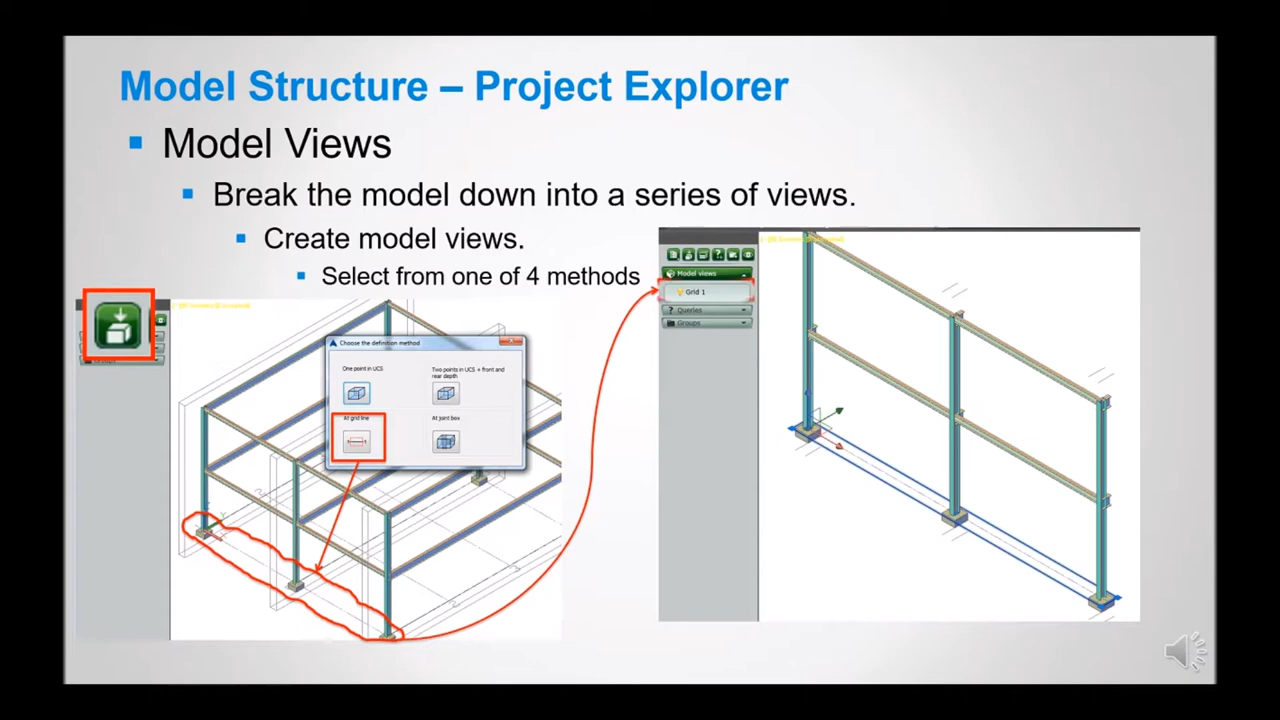 Model Structure – Project Explorer
Model Views
Break the model down into a series of views.
Create model views.
Select from one of 4 methods
Choose the definition method
One point in UCS
Two points in UCS + front and
rear depth
At grid line
At joint box
Model views
Grid 1
Queries
Groups